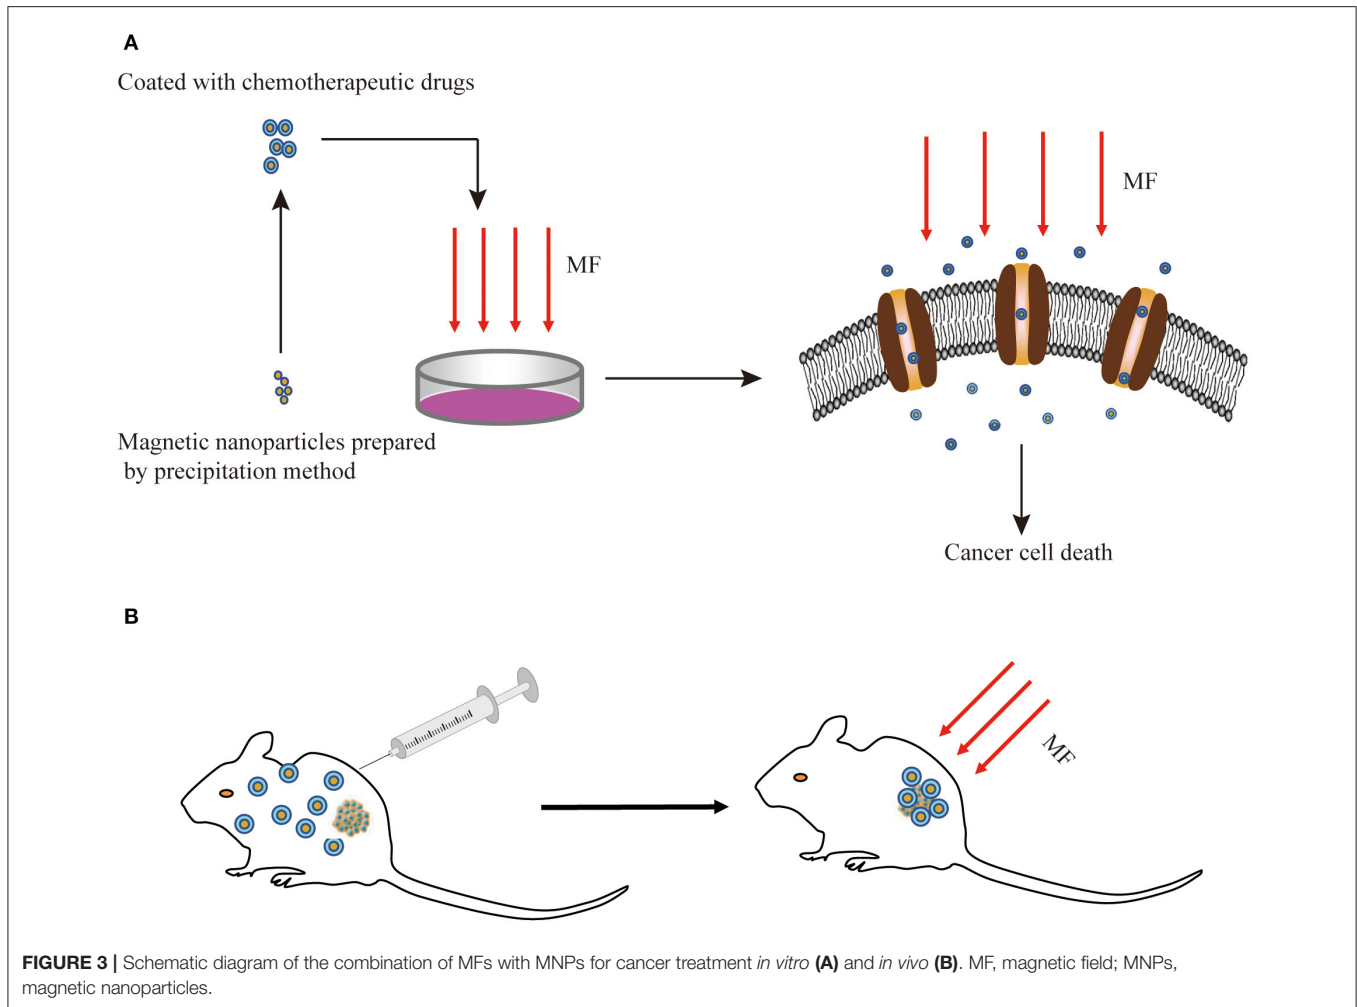 A
Coated with chemotherapeutic drugs
MF
MF
Magnetic nanoparticles prepared
by precipitation method
Cancer cell death
B
MF
FIGURE 3 | Schematic diagram of the combination of MFs with MNPs for cancer treatment in vitro (A) and in vivo (B). MF, magnetic field; MNPs,
magnetic nanoparticles.